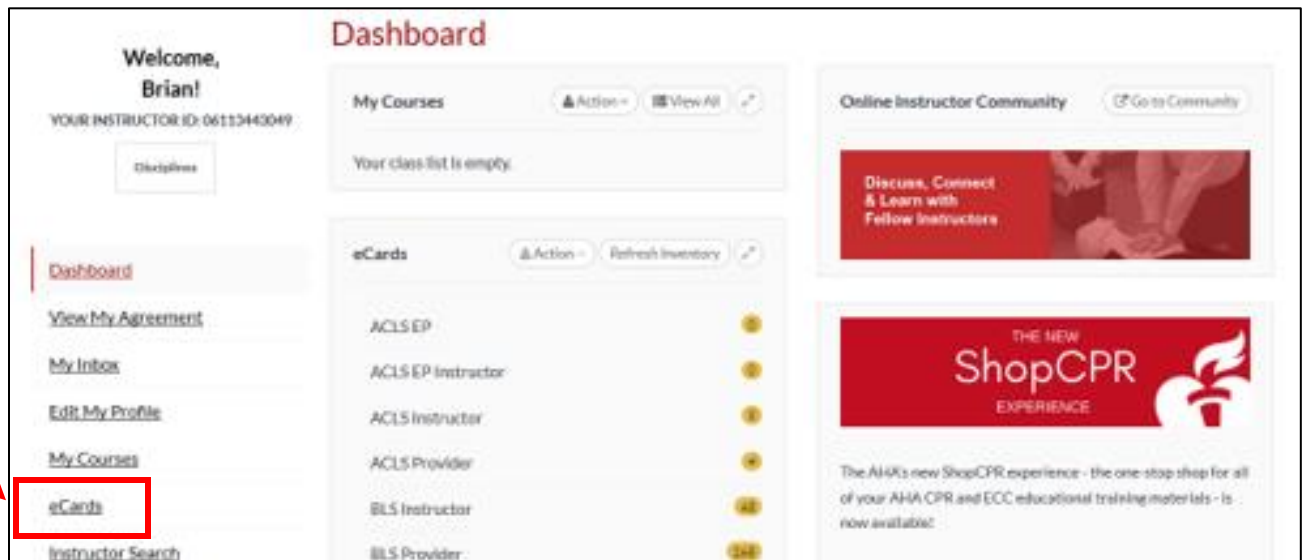 Welcome,
Brian!
YOUR INSTRUCTOR ID: 06113443049
Disciplines
Dashboard
View My Agreement
My Inbox
Edit My Profile
My Courses
eCards
Instructor Search
Dashboard
My Courses
Action
View All
Your class list is empty.
eCards
Action
Refresh Inventory
ACLS EP
ACLS EP Instructor
ACLS Instructor
ACLS Provider
BLS Instructor
BLS Provider
Online Instructor Community
Go to Community
Discuss, Connect
& Learn with
Fellow Instructors
THE NEW
ShopCPR
EXPERIENCE
The AHA's new ShopCPR experience - the one-stop shop for all
of your AHA CPR and ECC educational training materials - is
now available!